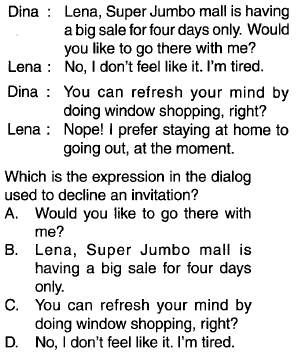 Dina : Lena, Super Jumbo mall is having
a big sale for four days only. Would
you like to go there with me?
Lena : No, I don't feel like it. I'm tired.
Dina : You can refresh your mind by
doing window shopping, right?
Lena : Nope! I prefer staying at home to
going out, at the moment.
Which is the expression in the dialog
used to decline an invitation?
A. Would you like to go there with
me?
B. Lena, Super Jumbo mall is
having a big sale for four days
only.
C. You can refresh your mind by
doing window shopping, right?
D. No, I don't feel like it. I'm tired.